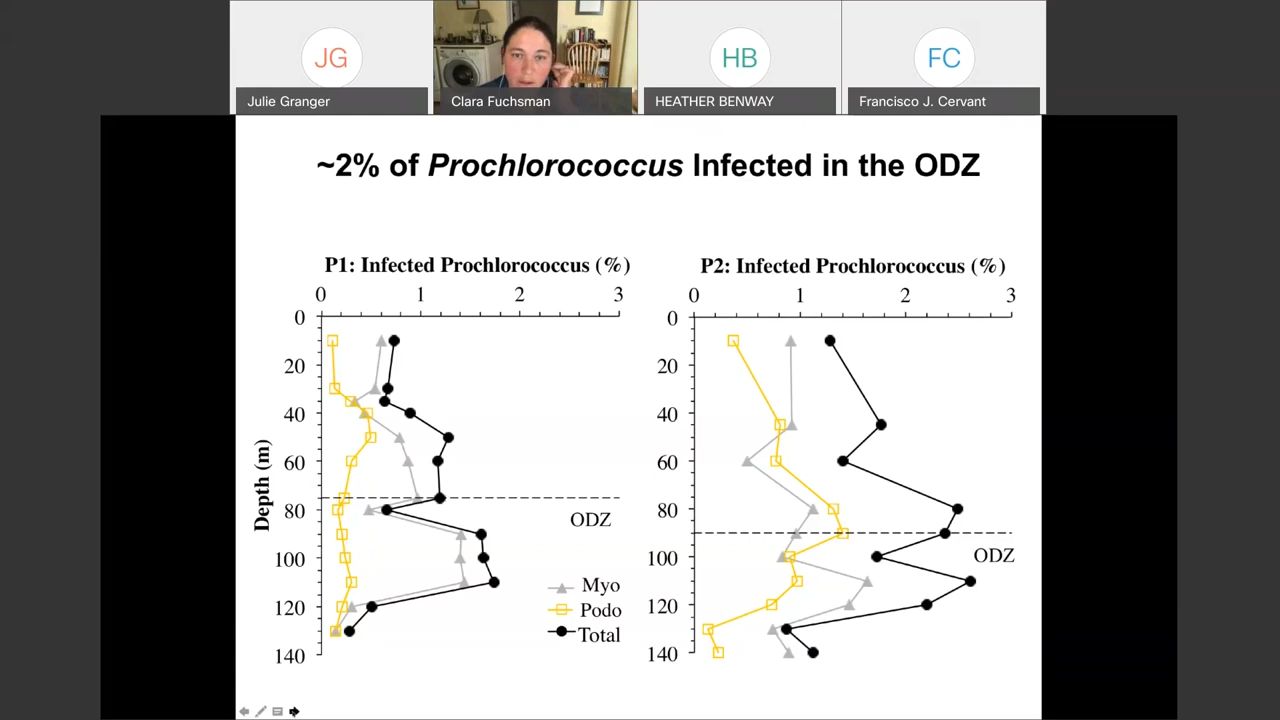 JG
Julie Granger
Clara Fuchsman
HB
HEATHER BENWAY
FC
Francisco J. Cervant
~2% of Prochlorococcus Infected in the ODZ
P1: Infected Prochlorococcus (%)
0 1 2 3
Depth (m)
0
20
40
60
80
100
120
140
ODZ
Myo
Podo
Total
P2: Infected Prochlorococcus (%)
0 1 2 3
0
20
40
60
80
100
120
140
ODZ